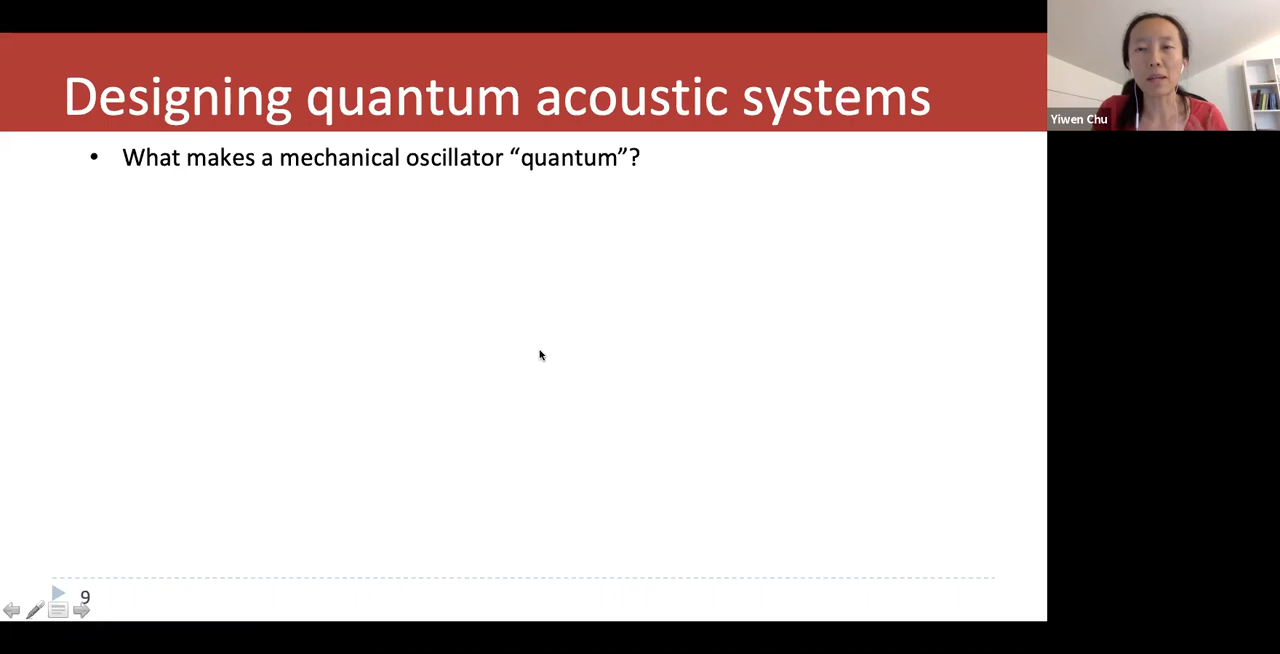 Designing quantum acoustic systems
Yiwen Chu
• What makes a mechanical oscillator “quantum”?
9